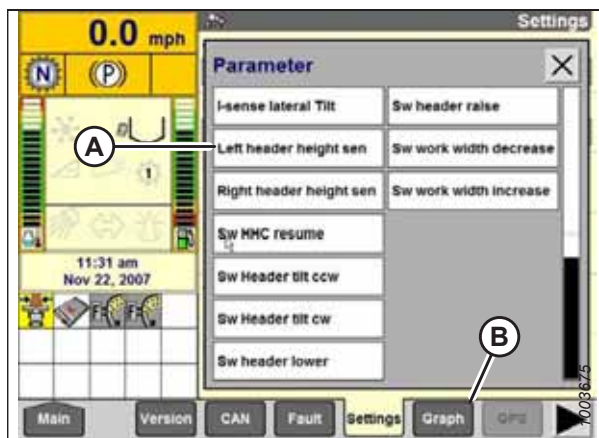 0.0 mph
Settings
N
(P)
Parameter
X
I-sense lateral Tilt
Sw header raise
A
Left header height sen
Sw work width decrease
1
Right header height sen
Sw work width increase
Sw HHC resume
11:31 am
Nov 22, 2007
Sw Header tilt ccw
F
F
Sw Header tilt cw
B
Sw header lower
Main
Version
CAN
Fault
Settings
Graph
GPS
1003675